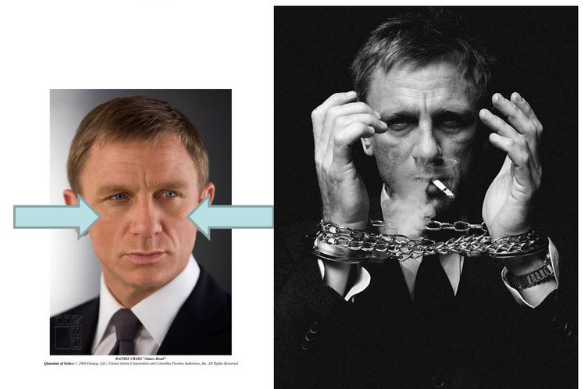 DANIEL CRAIG "James Bond"
Quantum of Solace © 2008 Danjaq, LLC, United Artists Corporation and Columbia Pictures Industries, Inc. All Rights Reserved.